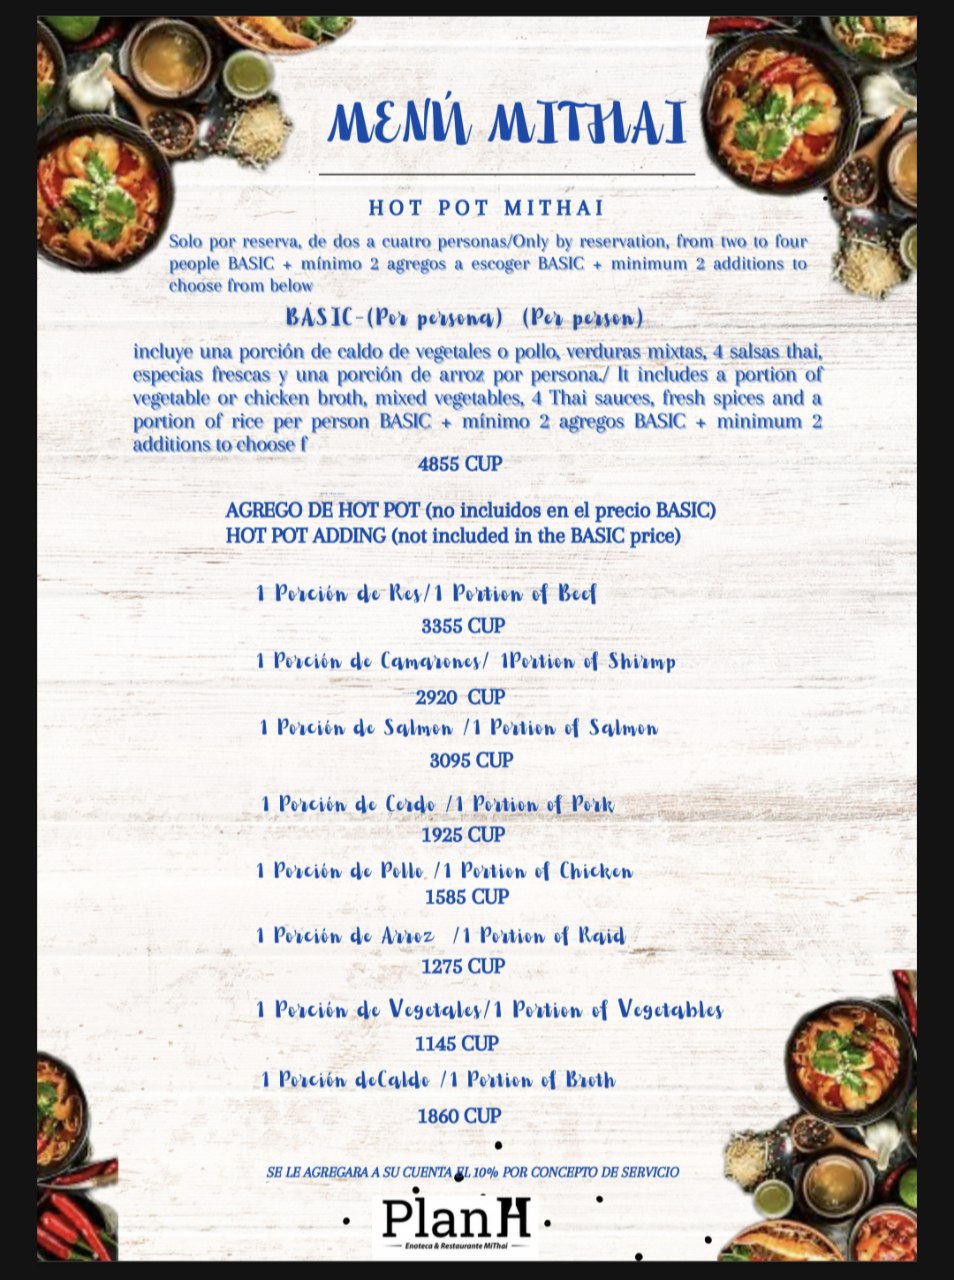 MENÚ MITHAI
HOT POT MITHAI
Solo por reserva, de dos a cuatro personas/Only by reservation, from two to four
people BASIC + mínimo 2 agregos a escoger BASIC + minimum 2 additions to
choose from below
BASIC-(Por persona) (Per person)
incluye una porción de caldo de vegetales o pollo, verduras mixtas, 4 salsas thai,
especias frescas y una porción de arroz por persona./ It includes a portion of
vegetable or chicken broth, mixed vegetables, 4 Thai sauces, fresh spices and a
portion of rice per person BASIC + mínimo 2 agregos BASIC + minimum 2
additions to choose f
4855 CUP
AGREGO DE HOT POT (no incluidos en el precio BASIC)
HOT POT ADDING (not included in the BASIC price)
1 Porción de Res/1 Portion of Beef
3355 CUP
1 Porción de Camarones/ 1Portion of Shirmp
2920 CUP
1 Porción de Salmon /1 Portion of Salmon
3095 CUP
1 Porción de Cerdo /1 Portion of Pork
1925 CUP
1 Porción de Pollo /1 Portion of Chicken
1585 CUP
1 Porción de Arroz /1 Portion of Raid
1275 CUP
1 Porción de Vegetales/1 Portion of Vegetables
1145 CUP
1 Porción deCaldo /1 Portion of Broth
1860 CUP
SE LE AGREGARA A SU CUENTA EL 10% POR CONCEPTO DE SERVICIO
PlanH
Enoteca & Restaurante MiThai